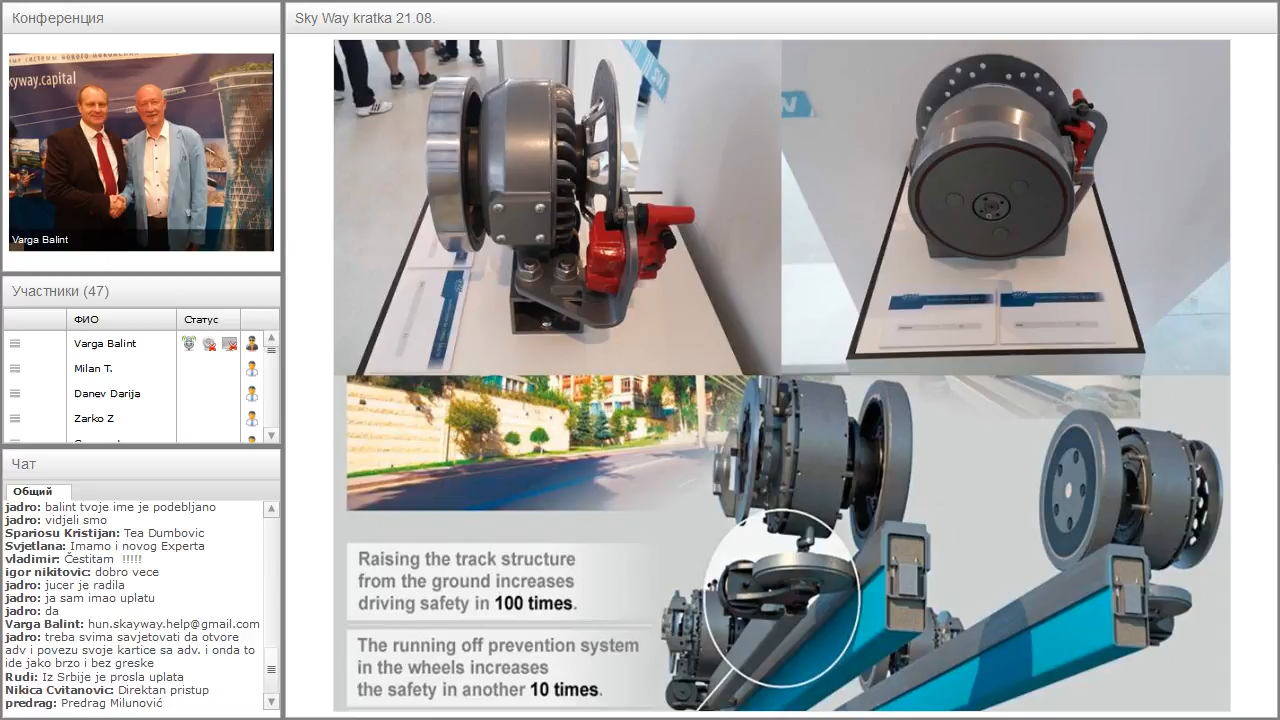 Конференция
НЫЕ СИСТЕМЫ НОВОГО ПОКОЛЕНИЯ
kyway.capital
Varga Balint
Участники (47)
ФИО
Статус
Varga Balint
Milan T.
Danev Darija
Zarko Z
Чат
Общий
jadro: balint tvoje ime je podebljano
jadro: vidjeli smo
Spariosu Kristijan: Tea Dumbovic
Svjetlana: Imamo i novog Experta
vladimir: Čestitam !!!!!
igor nikitovic: dobro vece
jadro: jucer je radila
jadro: ja sam imao uplatu
jadro: da
Varga Balint: hun.skayway.help@gmail.com
jadro: treba svima savjetovati da otvore
adv i povezu svoje kartice sa adv. i onda to
ide jako brzo i bez greske
Rudi: Iz Srbije je prosla uplata
Nikica Cvitanovic: Direktan pristup
predrag: Predrag Milunović
Sky Way kratka 21.08.
Raising the track structure
from the ground increases
driving safety in 100 times.
The running off prevention system
in the wheels increases
the safety in another 10 times.